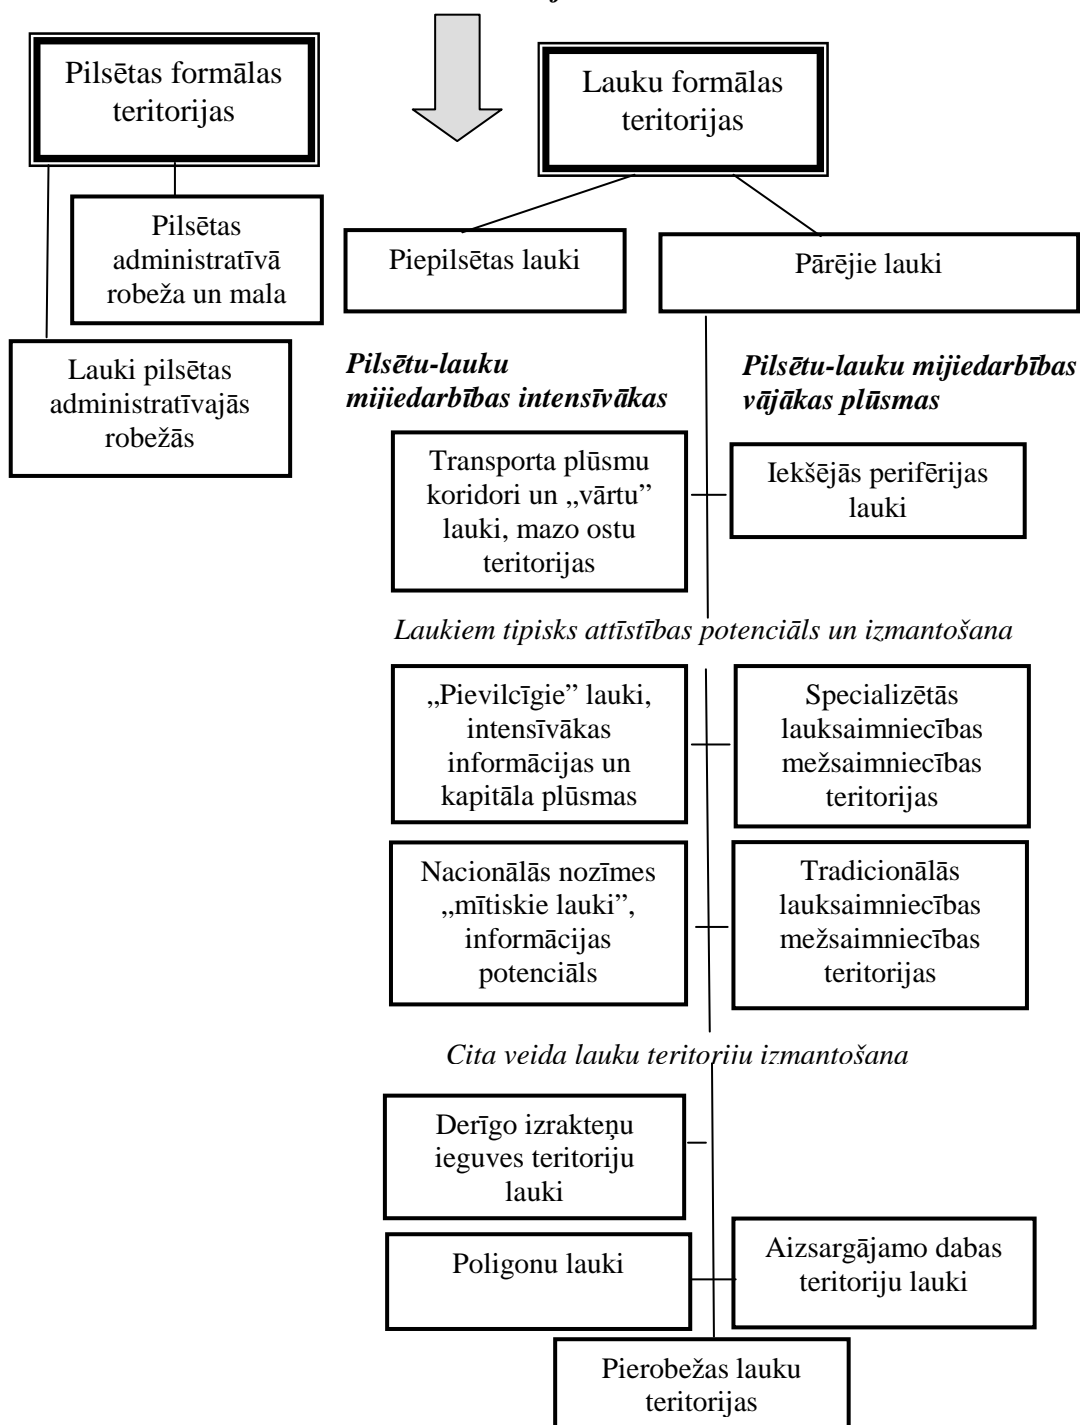 Pilsētas formālas
teritorijas
Lauku formālas
teritorijas
Pilsētas
administratīvā
robeža un mala
Piepilsētas lauki
Pārējie lauki
Lauki pilsētas
administratīvajās
robežās
Pilsētu-lauku
mijiedarbības intensīvākas
Pilsētu-lauku mijiedarbības
vājākas plūsmas
Transporta plūsmu
koridori un „vārtu”
lauki, mazo ostu
teritorijas
Iekšējās perifērijas
lauki
Laukiem tipisks attīstības potenciāls un izmantošana
„Pievilcīgie” lauki,
intensīvākas
informācijas un
kapitāla plūsmas
Specializētās
lauksaimniecības
mežsaimniecības
teritorijas
Nacionālās nozīmes
„mītiskie lauki”,
informācijas
potenciāls
Tradicionālās
lauksaimniecības
mežsaimniecības
teritorijas
Cita veida lauku teritoriju izmantošana
Derīgo izrakteņu
ieguves teritoriju
lauki
Poligonu lauki
Aizsargājamo dabas
teritoriju lauki
Pierobežas lauku
teritorijas